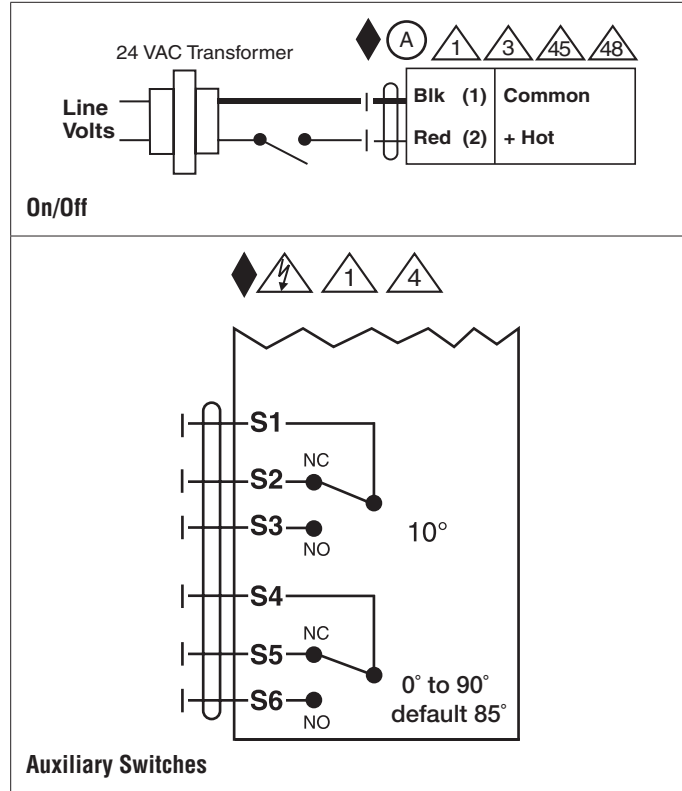 24 VAC Transformer
A 1 3 45 48
Line
Volts
Blk (1) Common
Red (2) + Hot
On/Off
1 4
S1
NC
S2
S3
NO
10°
S4
NC
S5
S6
NO
0° to 90°
default 85°
Auxiliary Switches